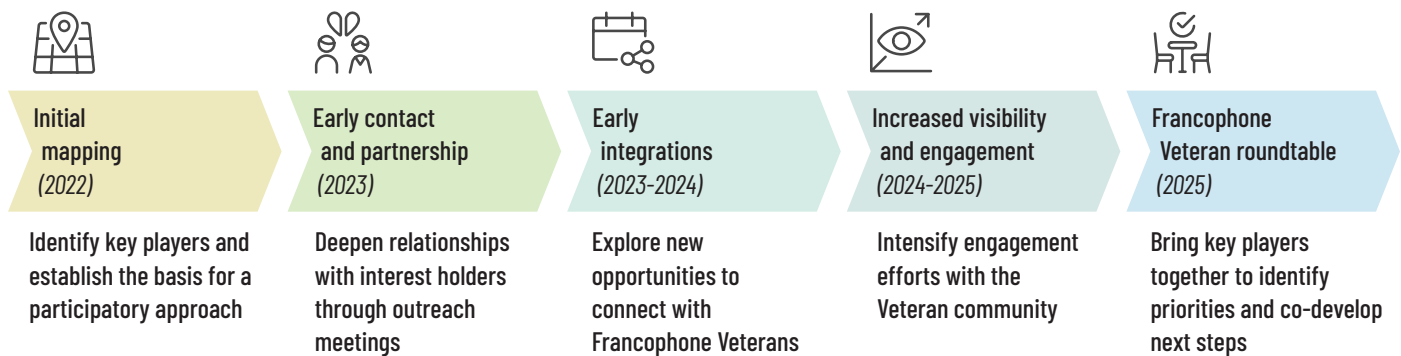 Initial
mapping
(2022)
Identify key players and
establish the basis for a
participatory approach
Early contact
and partnership
(2023)
Deepen relationships
with interest holders
through outreach
meetings
Early
integrations
(2023-2024)
Explore new
opportunities to
connect with
Francophone Veterans
Increased visibility
and engagement
(2024-2025)
Intensify engagement
efforts with the
Veteran community
Francophone
Veteran roundtable
(2025)
Bring key players
together to identify
priorities and co-develop
next steps